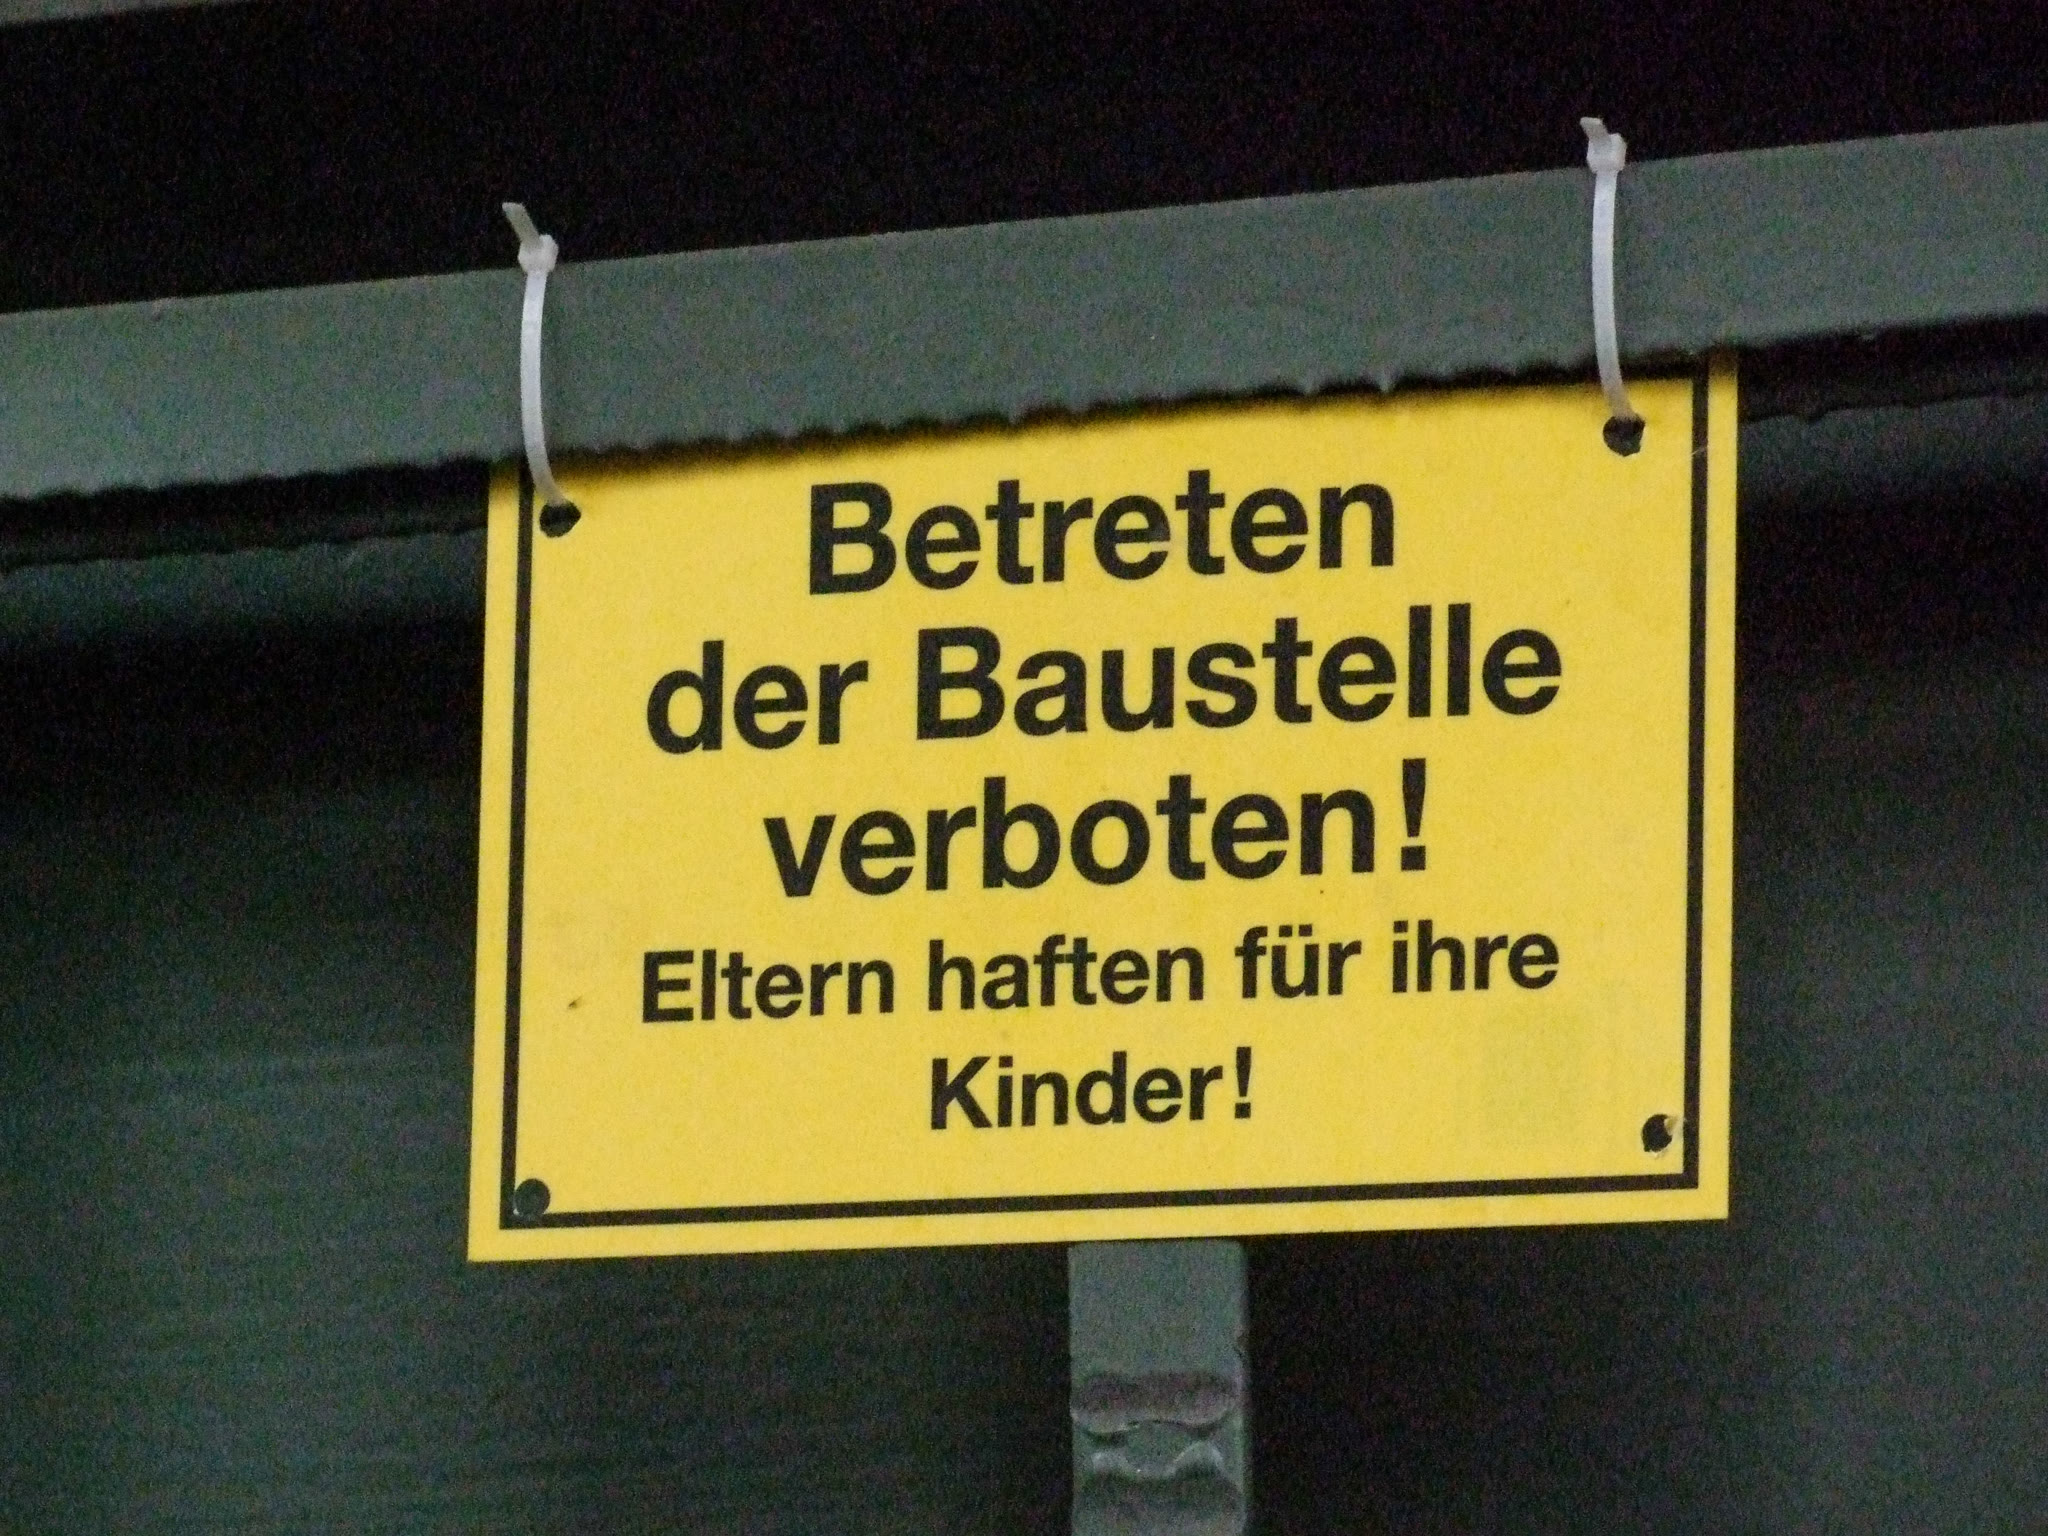 Betreten
der Baustelle
verboten!
Eltern haften für ihre
Kinder!